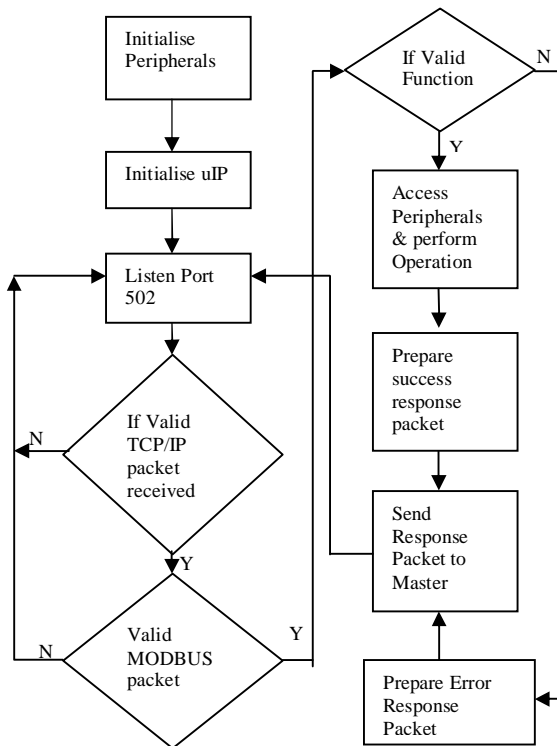 Initialise
Peripherals
Initialise uIP
Listen Port
502
If Valid
TCP/IP
packet
received
N
Y
Valid
MODBUS
packet
N
Y
If Valid
Function
N
Y
Access
Peripherals
& perform
Operation
Prepare
success
response
packet
Send
Response
Packet to
Master
Prepare Error
Response
Packet